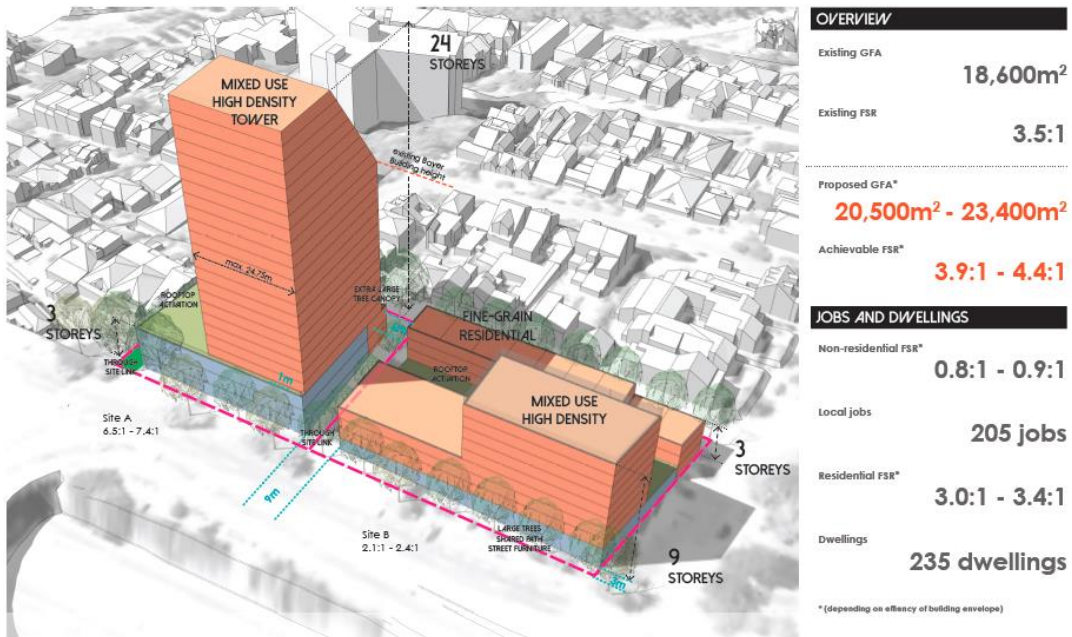 24
STOREYS
MIXED USE
HIGH DENSITY
TOWER
existing Bayer
Building height
max. 24.75m
ROOFTOP
ACTIVATION
EXTRA LARGE
TREE CANOPY
3
STOREYS
FINE-GRAIN
RESIDENTIAL
6m
THROUGH
SITE LINK
ROOFTOP
ACTIVATION
1m
MIXED USE
HIGH DENSITY
Site A
6.5:1 - 7.4:1
THROUGH
SITE LINK
3
STOREYS
9m
Site B
2.1:1 - 2.4:1
LARGE TREES
SHARED PATH
STREET FURNITURE
9
STOREYS
OVERVIEW
Existing GFA
18,600m²
Existing FSR
3.5:1
Proposed GFA*
20,500m² - 23,400m²
Achievable FSR*
3.9:1 - 4.4:1
JOBS AND DWELLINGS
Non-residential FSR*
0.8:1 - 0.9:1
Local jobs
205 jobs
Residential FSR*
3.0:1 - 3.4:1
Dwellings
235 dwellings
* (depending on effiency of building envelope)